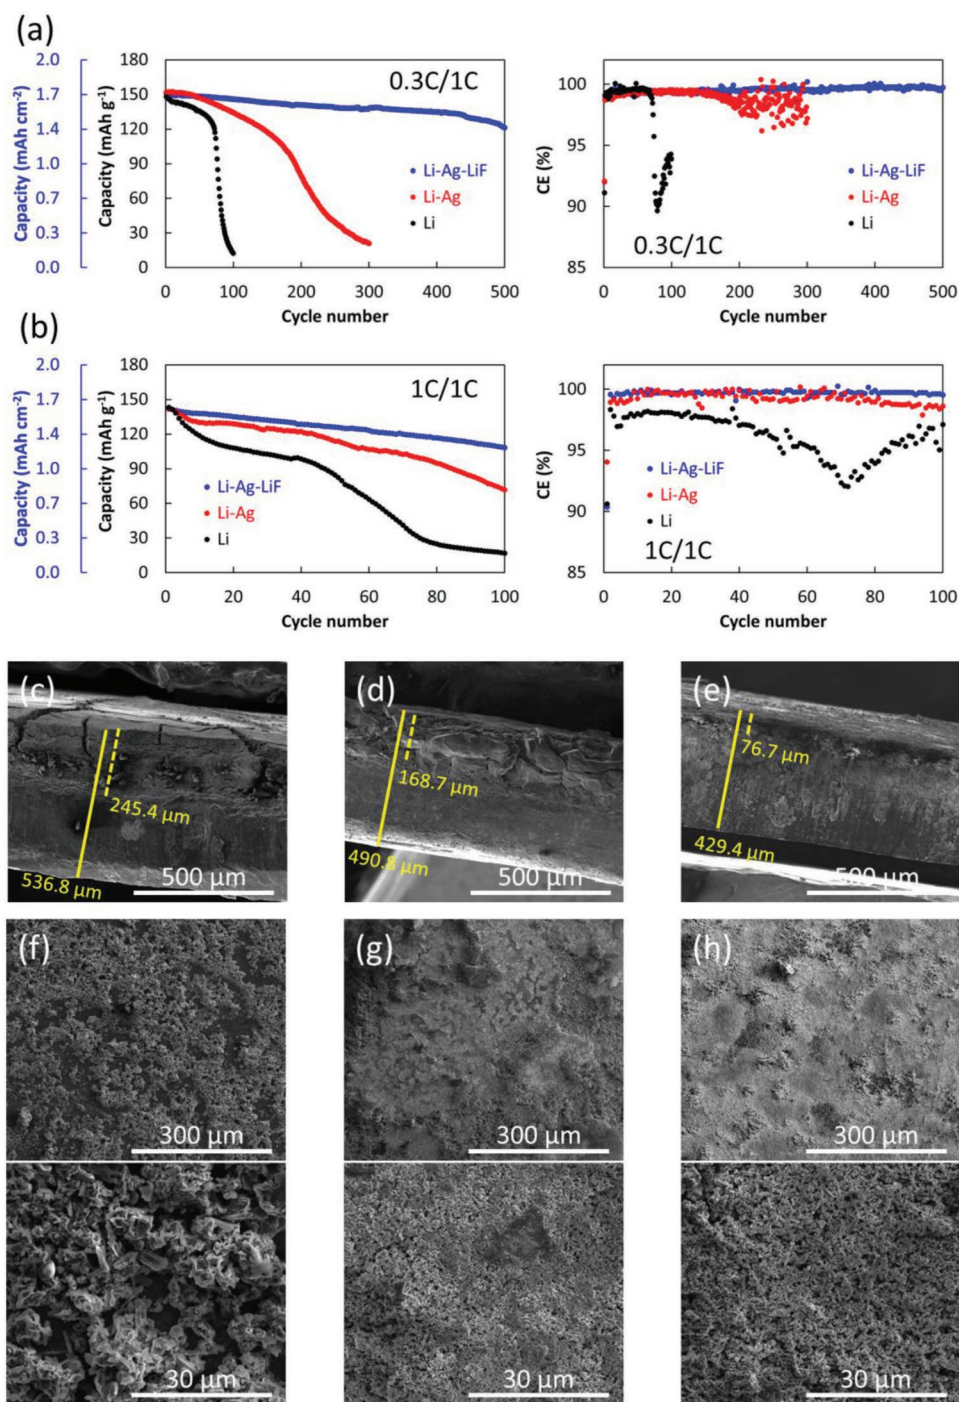 (a)
Capacity (mAh cm⁻²)
2.0
1.7
1.4
1.0
0.7
0.3
0.0
Capacity (mAh g⁻¹)
180
150
120
90
60
30
0
0.3C/1C
Li-Ag-LiF
Li-Ag
Li
0 100 200 300 400 500
Cycle number
CE (%)
100
95
90
85
Li-Ag-LiF
Li-Ag
Li
0.3C/1C
0 100 200 300 400 500
Cycle number
(b)
Capacity (mAh cm⁻²)
2.0
1.7
1.4
1.0
0.7
0.3
0.0
Capacity (mAh g⁻¹)
180
150
120
90
60
30
0
1C/1C
Li-Ag-LiF
Li-Ag
Li
0 20 40 60 80 100
Cycle number
CE (%)
100
95
90
85
Li-Ag-LiF
Li-Ag
Li
1C/1C
0 20 40 60 80 100
Cycle number
(c)
245.4 μm
536.8 μm
500 μm
(d)
168.7 μm
490.8 μm
500 μm
(e)
76.7 μm
429.4 μm
500 μm
(f)
300 μm
30 μm
(g)
300 μm
30 μm
(h)
300 μm
30 μm